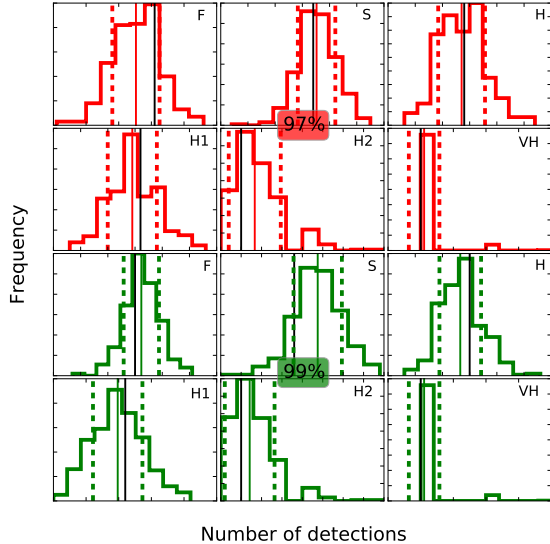 F S H
97%
H1 H2 VH
F S H
99%
H1 H2 VH
Frequency
Number of detections